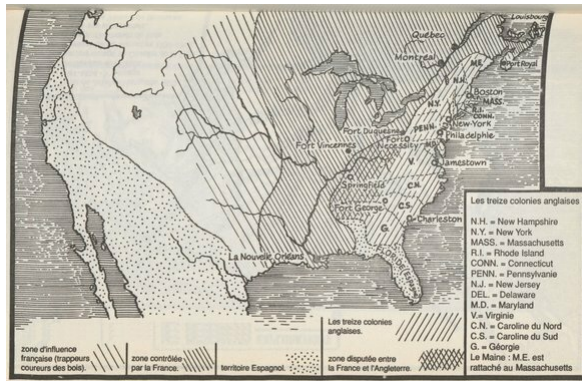 Louisbourg
Québec
Montréal
M.E.
Port Royal
N.H.
Boston
MASS.
N.Y.
R.I.
CONN.
New-York
PENN.
Philadelphie
Fort Duquesne
Fort
Necessity
M.D.
Fort Vincennes
V.
Jamestown
Springfield
C.N.
Fort George
C.S.
Charleston
G.
La Nouvelle Orléans
Les treize colonies anglaises
N.H. = New Hampshire
N.Y. = New York
MASS. = Massachusetts
R.I. = Rhode Island
CONN. = Connecticut
PENN. = Pennsylvanie
N.J. = New Jersey
DEL. = Delaware
M.D. = Maryland
V.= Virginie
C.N. = Caroline du Nord
C.S. = Caroline du Sud
G. = Géorgie
Le Maine : M.E. est
rattaché au Massachusetts
zone d'influence
française (trappeurs
coureurs des bois).
zone contrôlée
par la France.
territoire Espagnol.
Les treize colonies
anglaises.
zone disputée entre
la France et l'Angleterre.